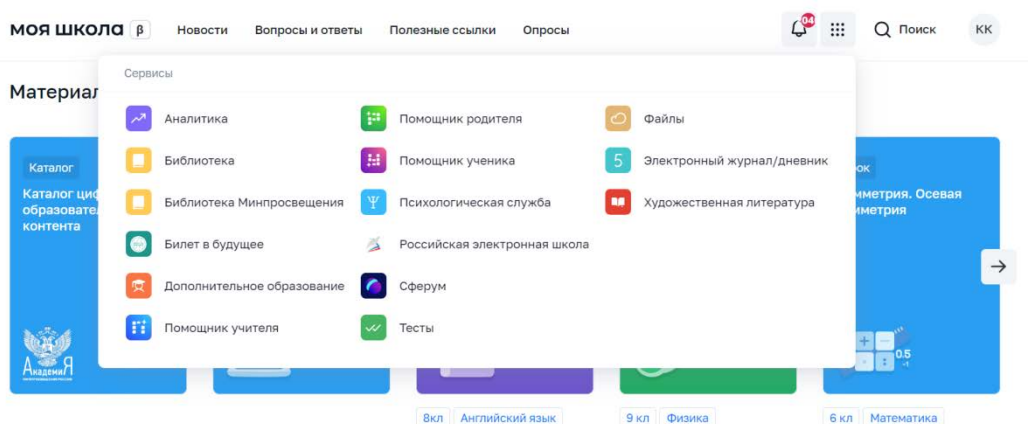 моя школа β Новости Вопросы и ответы Полезные ссылки Опросы 04 Поиск КК
Сервисы
Материал
Аналитика Помощник родителя Файлы
Библиотека Помощник ученика 5 Электронный журнал/дневник
Библиотека Минпросвещения Психологическая служба Художественная литература
Билет в будущее Российская электронная школа
Дополнительное образование Сферум
Помощник учителя Тесты
Каталог
Каталог циф
образовател
контента
АкадемиЯ
ок
мметрия. Осевая
мметрия
0.5
8кл Английский язык 9 кл Физика 6 кл Математика